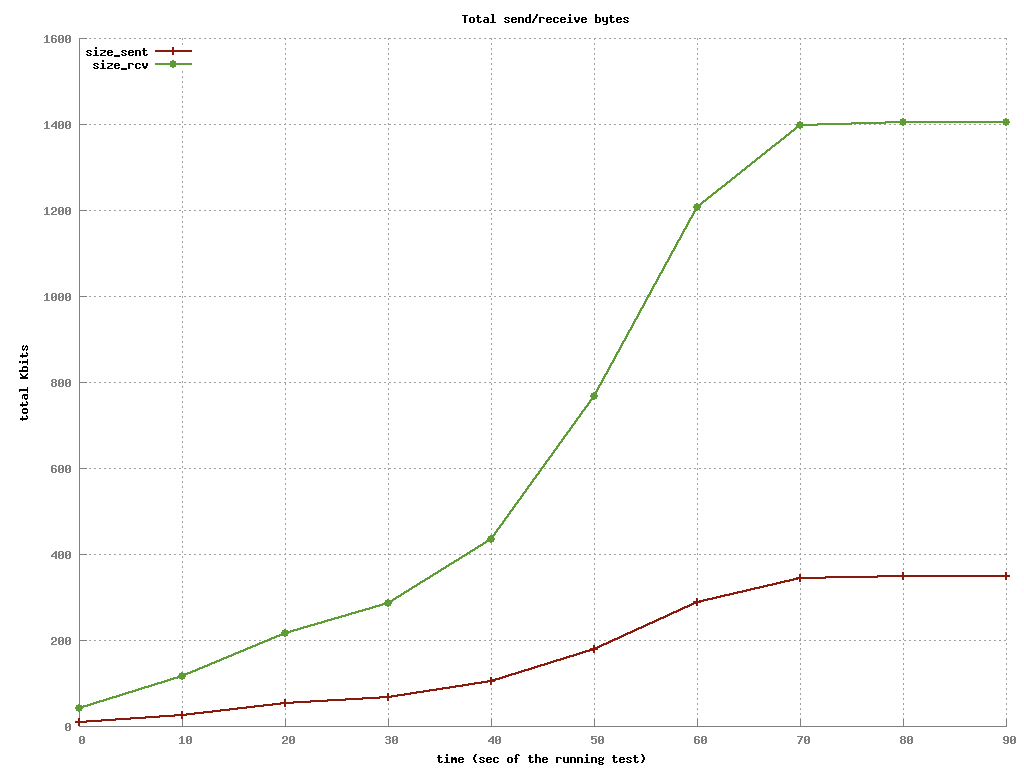 Total send/receive bytes
1600
size_sent
size_rcv
1400
1200
1000
800
total Kbits
600
400
200
0
0 10 20 30 40 50 60 70 80 90
time (sec of the running test)